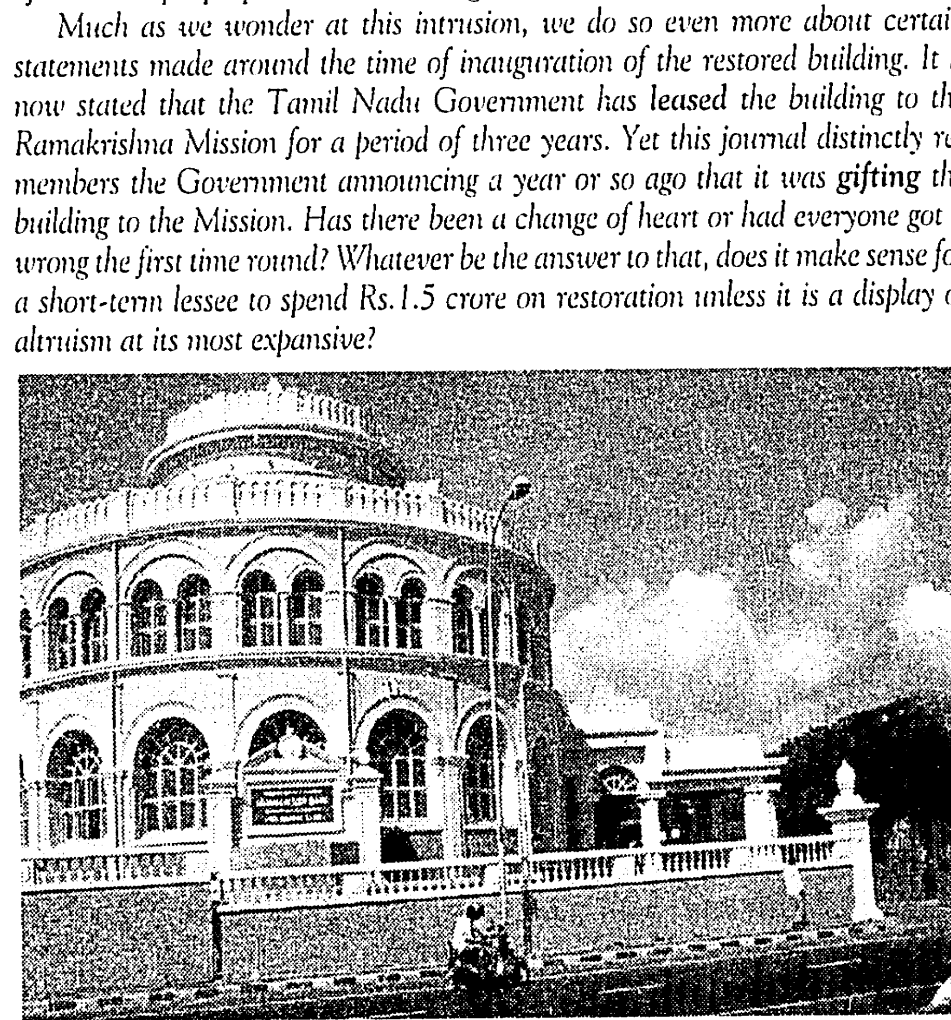 Much as we wonder at this intrusion, we do so even more about certai
statements made around the time of inauguration of the restored building. It
now stated that the Tamil Nadu Government has leased the building to th
Ramakrishna Mission for a period of three years. Yet this journal distinctly re
members the Government announcing a year or so ago that it was gifting th
building to the Mission. Has there been a change of heart or had everyone got
wrong the first time round? Whatever be the answer to that, does it make sense fo
a short-term lessee to spend Rs.1.5 crore on restoration unless it is a display o
altruism at its most expansive?